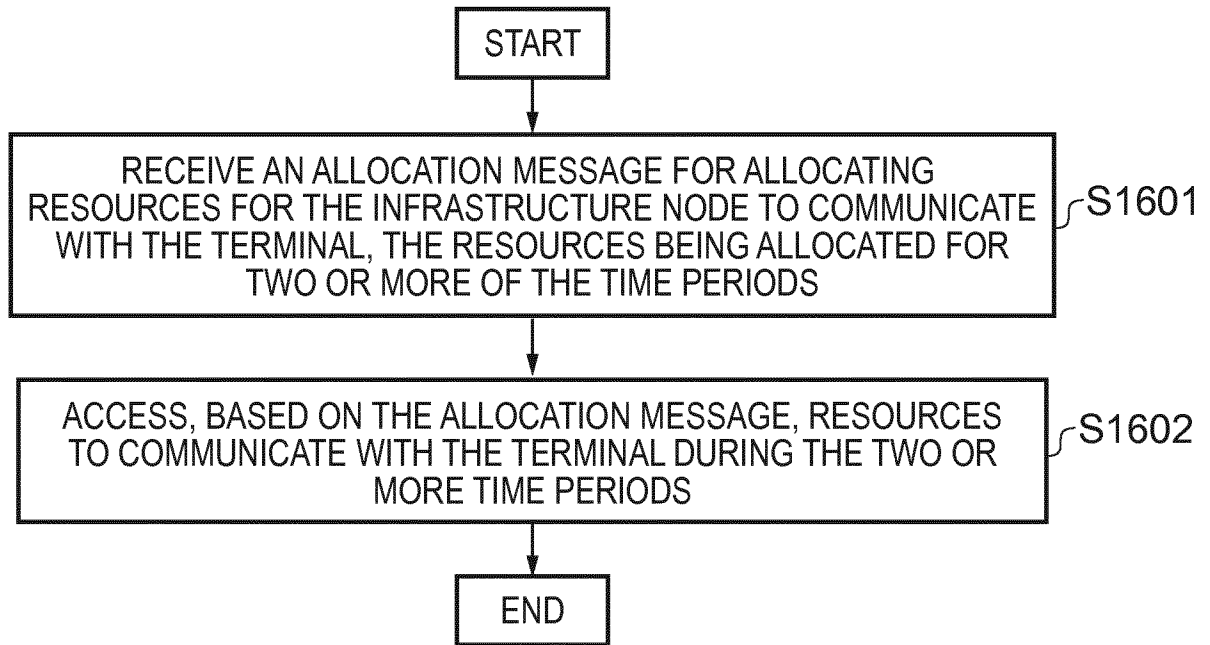 START
RECEIVE AN ALLOCATION MESSAGE FOR ALLOCATING
RESOURCES FOR THE INFRASTRUCTURE NODE TO COMMUNICATE
WITH THE TERMINAL, THE RESOURCES BEING ALLOCATED FOR
TWO OR MORE OF THE TIME PERIODS
S1601
ACCESS, BASED ON THE ALLOCATION MESSAGE, RESOURCES
TO COMMUNICATE WITH THE TERMINAL DURING THE TWO OR
MORE TIME PERIODS
S1602
END